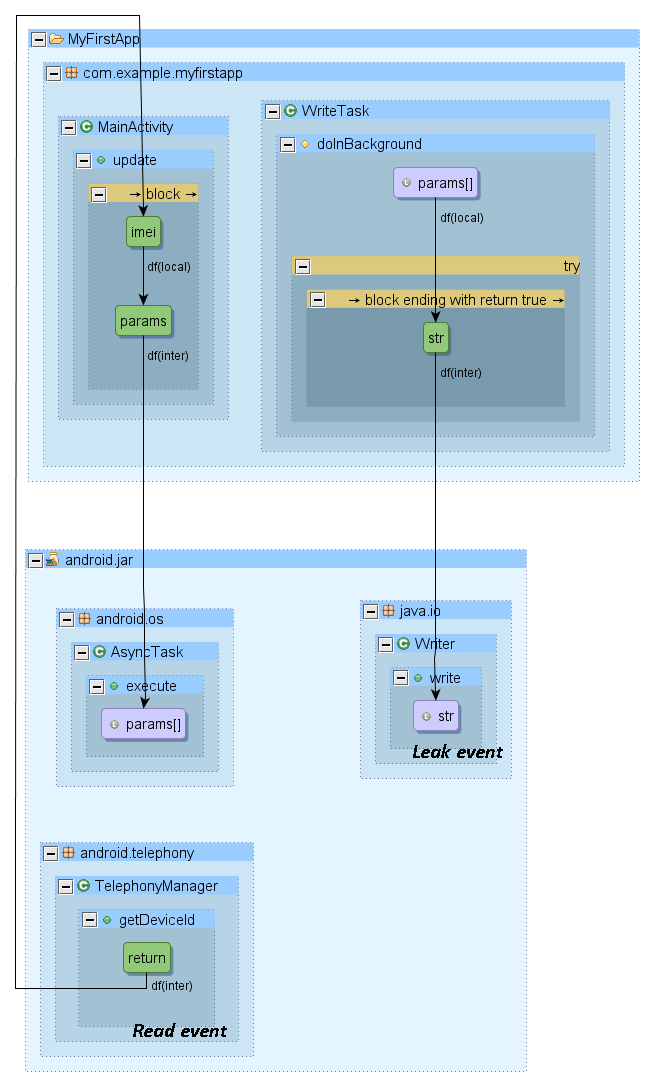 MyFirstApp
com.example.myfirstapp
MainActivity
update
→ block →
imei
df(local)
params
df(inter)
WriteTask
doInBackground
params[]
df(local)
try
→ block ending with return true →
str
df(inter)
android.jar
android.os
AsyncTask
execute
params[]
java.io
Writer
write
str
Leak event
android.telephony
TelephonyManager
getDeviceId
return
df(inter)
Read event